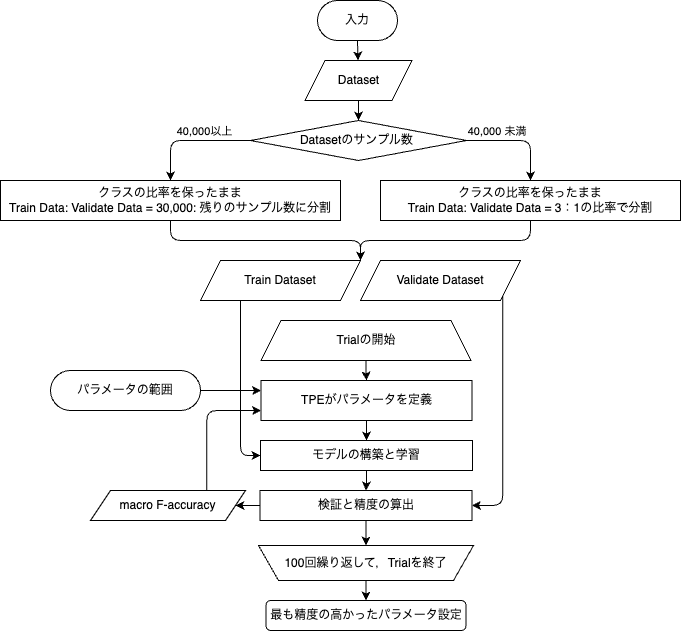 入力
Dataset
Datasetのサンプル数
40,000以上
40,000 未満
クラスの比率を保ったまま
Train Data: Validate Data = 30,000: 残りのサンプル数に分割
クラスの比率を保ったまま
Train Data: Validate Data = 3：1の比率で分割
Train Dataset
Validate Dataset
Trialの開始
パラメータの範囲
TPEがパラメータを定義
モデルの構築と学習
macro F-accuracy
検証と精度の算出
100回繰り返して，Trialを終了
最も精度の高かったパラメータ設定